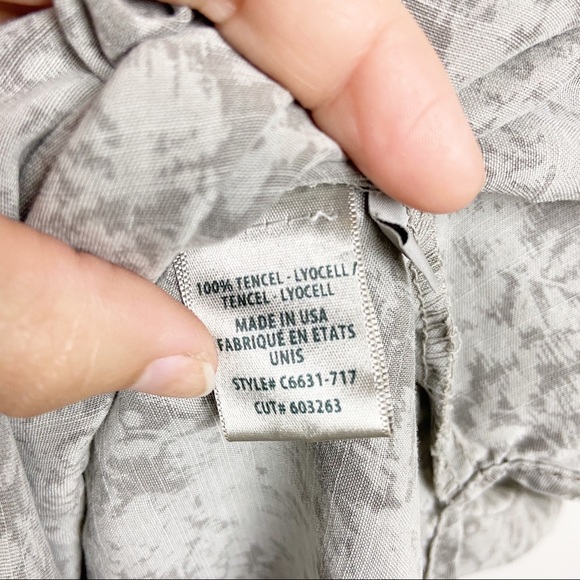 100% TENCEL - LYOCELL /
TENCEL - LYOCELL
MADE IN USA
FABRIQUÉ EN ETATS
UNIS
STYLE# C6631-717
CUT# 603263